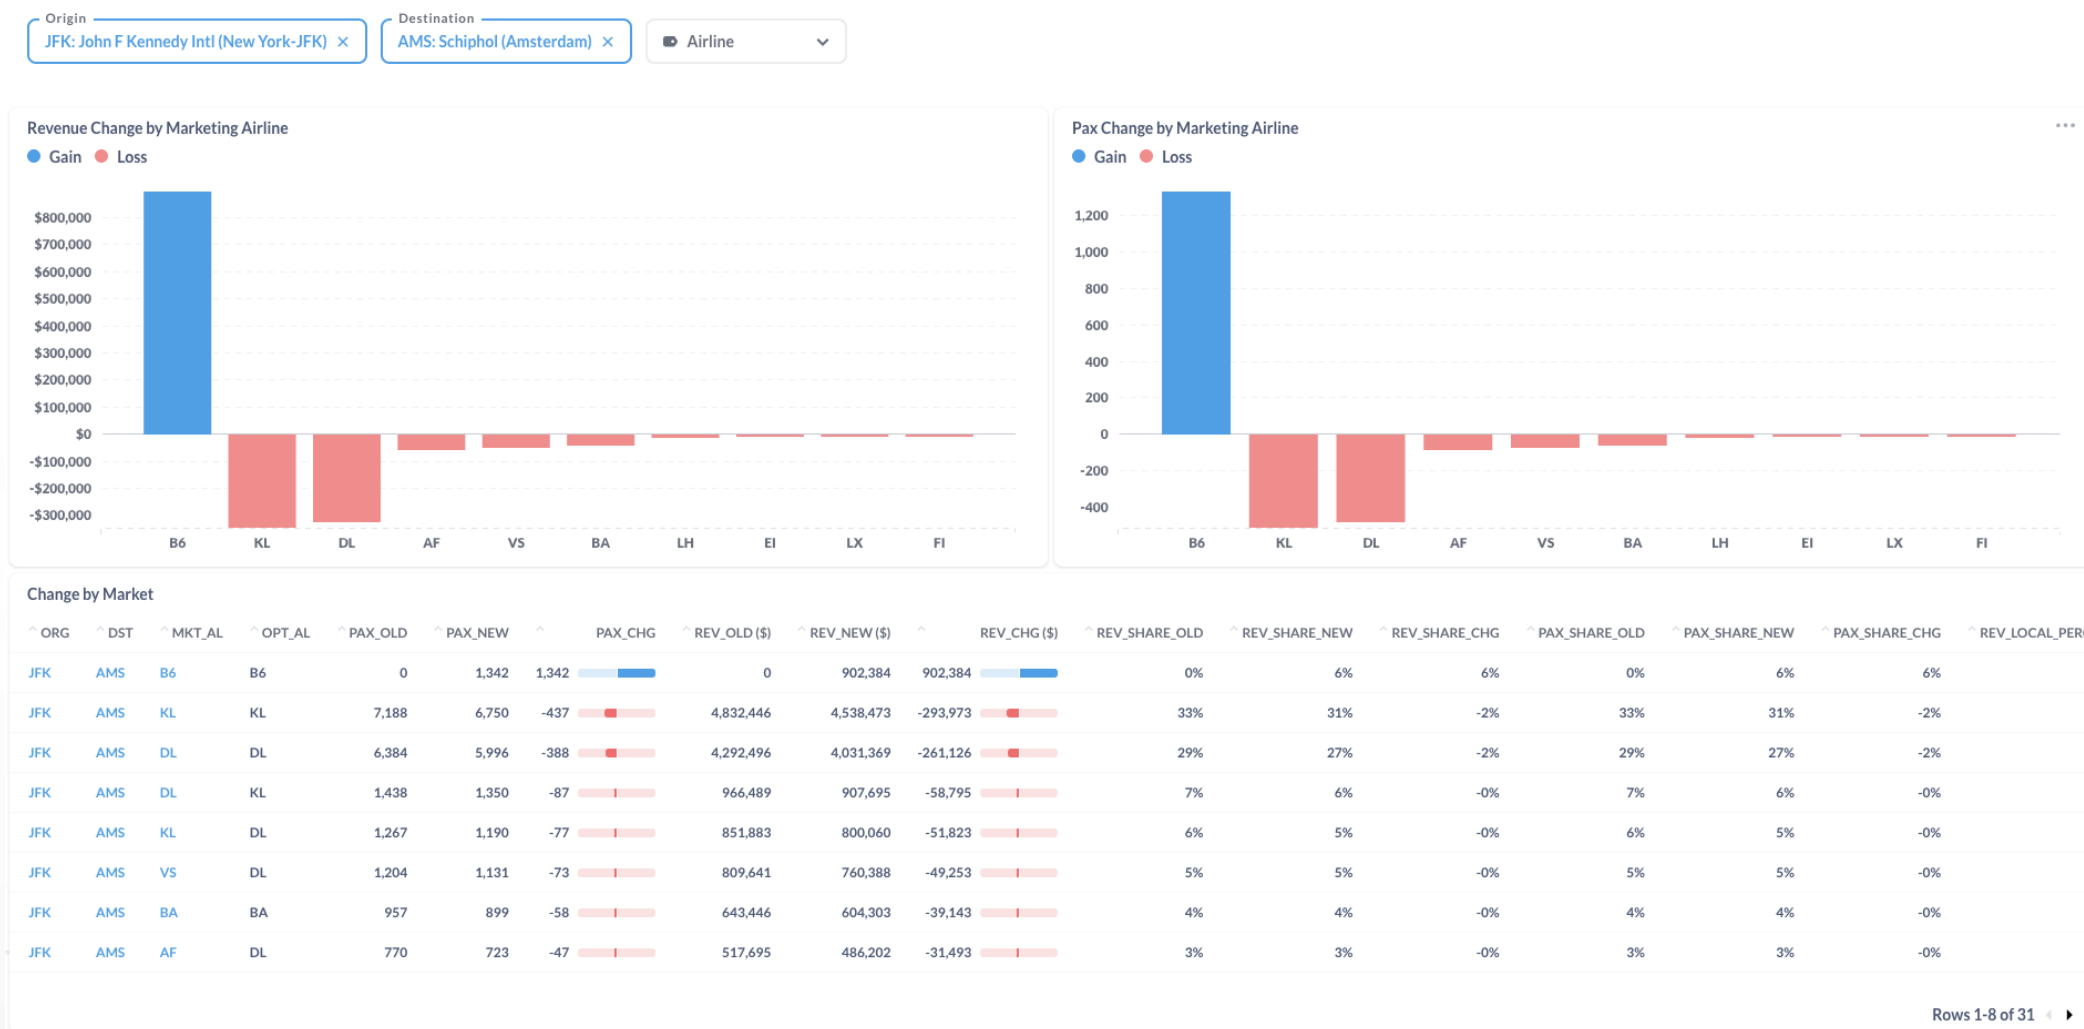 Origin Destination
JFK: John F Kennedy Intl (New York-JFK) × AMS: Schiphol (Amsterdam) × Airline
Revenue Change by Marketing Airline
Gain Loss
$800,000
$700,000
$600,000
$500,000
$400,000
$300,000
$200,000
$100,000
$0
-$100,000
-$200,000
-$300,000
B6 KL DL AF VS BA LH EI LX FI
Pax Change by Marketing Airline
Gain Loss
1,200
1,000
800
600
400
200
0
-200
-400
B6 KL DL AF VS BA LH EI LX FI
Change by Market
ORG DST MKT_AL OPT_AL PAX_OLD PAX_NEW PAX_CHG REV_OLD ($) REV_NEW ($) REV_CHG ($) REV_SHARE_OLD REV_SHARE_NEW REV_SHARE_CHG PAX_SHARE_OLD PAX_SHARE_NEW PAX_SHARE_CHG REV_LOCAL_PER
JFK AMS B6 B6 0 1,342 1,342 0 902,384 902,384 0% 6% 6% 0% 6% 6%
JFK AMS KL KL 7,188 6,750 -437 4,832,446 4,538,473 -293,973 33% 31% -2% 33% 31% -2%
JFK AMS DL DL 6,384 5,996 -388 4,292,496 4,031,369 -261,126 29% 27% -2% 29% 27% -2%
JFK AMS DL KL 1,438 1,350 -87 966,489 907,695 -58,795 7% 6% -0% 7% 6% -0%
JFK AMS KL DL 1,267 1,190 -77 851,883 800,060 -51,823 6% 5% -0% 6% 5% -0%
JFK AMS VS DL 1,204 1,131 -73 809,641 760,388 -49,253 5% 5% -0% 5% 5% -0%
JFK AMS BA BA 957 899 -58 643,446 604,303 -39,143 4% 4% -0% 4% 4% -0%
JFK AMS AF DL 770 723 -47 517,695 486,202 -31,493 3% 3% -0% 3% 3% -0%
Rows 1-8 of 31